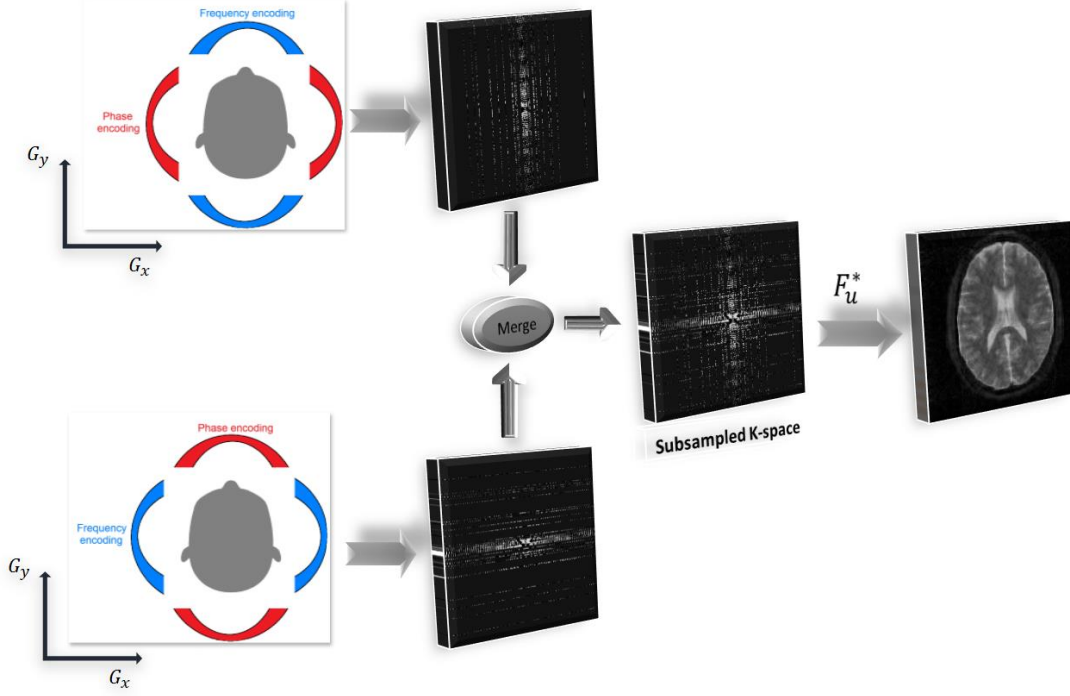 Frequency encoding
Phase
encoding
G_y
G_x
Merge
F_u^*
Subsampled K-space
Phase encoding
Frequency
encoding
G_y
G_x